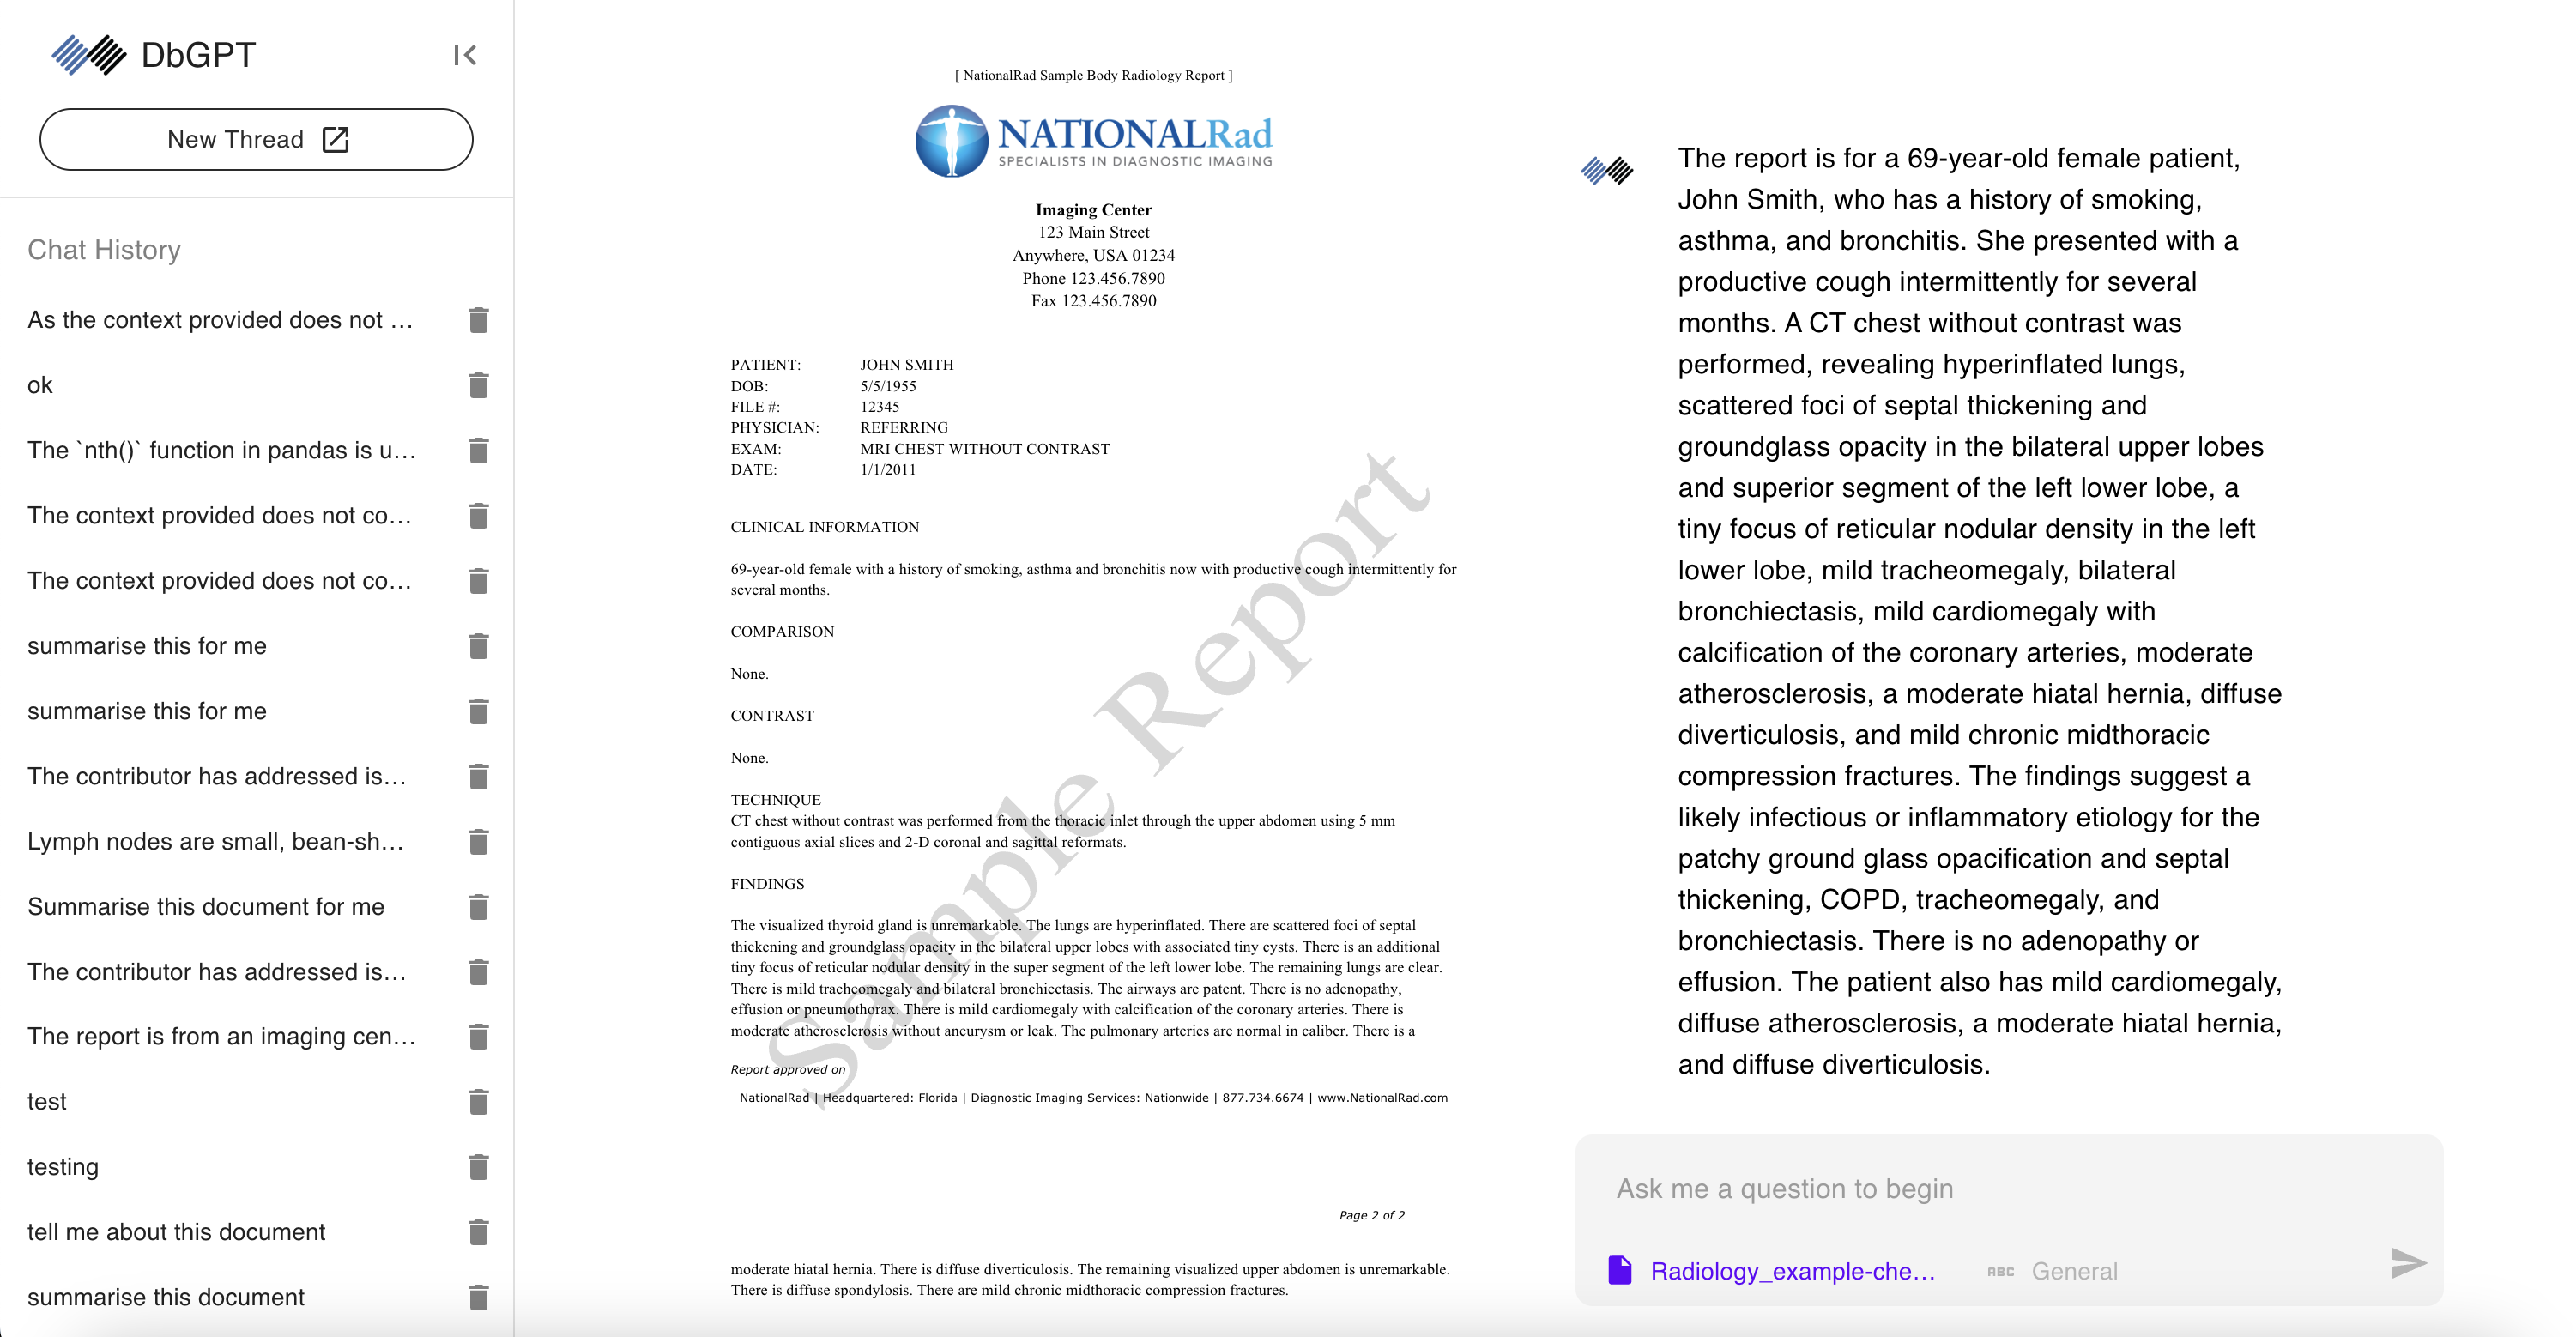 DbGPT
New Thread
Chat History
As the context provided does not ...
ok
The `nth()` function in pandas is u...
The context provided does not co...
The context provided does not co...
summarise this for me
summarise this for me
The contributor has addressed is...
Lymph nodes are small, bean-sh...
Summarise this document for me
The contributor has addressed is...
The report is from an imaging cen...
test
testing
tell me about this document
summarise this document
[ NationalRad Sample Body Radiology Report ]
NATIONALRad
SPECIALISTS IN DIAGNOSTIC IMAGING
Imaging Center
123 Main Street
Anywhere, USA 01234
Phone 123.456.7890
Fax 123.456.7890
PATIENT: JOHN SMITH
DOB: 5/5/1955
FILE #: 12345
PHYSICIAN: REFERRING
EXAM: MRI CHEST WITHOUT CONTRAST
DATE: 1/1/2011
CLINICAL INFORMATION
69-year-old female with a history of smoking, asthma and bronchitis now with productive cough intermittently for
several months.
COMPARISON
None.
CONTRAST
None.
TECHNIQUE
CT chest without contrast was performed from the thoracic inlet through the upper abdomen using 5 mm
contiguous axial slices and 2-D coronal and sagittal reformats.
FINDINGS
The visualized thyroid gland is unremarkable. The lungs are hyperinflated. There are scattered foci of septal
thickening and groundglass opacity in the bilateral upper lobes with associated tiny cysts. There is an additional
tiny focus of reticular nodular density in the super segment of the left lower lobe. The remaining lungs are clear.
There is mild tracheomegaly and bilateral bronchiectasis. The airways are patent. There is no adenopathy,
effusion or pneumothorax. There is mild cardiomegaly with calcification of the coronary arteries. There is
moderate atherosclerosis without aneurysm or leak. The pulmonary arteries are normal in caliber. There is a
Sample Report
Report approved on
NationalRad | Headquartered: Florida | Diagnostic Imaging Services: Nationwide | 877.734.6674 | www.NationalRad.com
Page 2 of 2
moderate hiatal hernia. There is diffuse diverticulosis. The remaining visualized upper abdomen is unremarkable.
There is diffuse spondylosis. There are mild chronic midthoracic compression fractures.
The report is for a 69-year-old female patient,
John Smith, who has a history of smoking,
asthma, and bronchitis. She presented with a
productive cough intermittently for several
months. A CT chest without contrast was
performed, revealing hyperinflated lungs,
scattered foci of septal thickening and
groundglass opacity in the bilateral upper lobes
and superior segment of the left lower lobe, a
tiny focus of reticular nodular density in the left
lower lobe, mild tracheomegaly, bilateral
bronchiectasis, mild cardiomegaly with
calcification of the coronary arteries, moderate
atherosclerosis, a moderate hiatal hernia, diffuse
diverticulosis, and mild chronic midthoracic
compression fractures. The findings suggest a
likely infectious or inflammatory etiology for the
patchy ground glass opacification and septal
thickening, COPD, tracheomegaly, and
bronchiectasis. There is no adenopathy or
effusion. The patient also has mild cardiomegaly,
diffuse atherosclerosis, a moderate hiatal hernia,
and diffuse diverticulosis.
Ask me a question to begin
Radiology_example-che...
ABC General